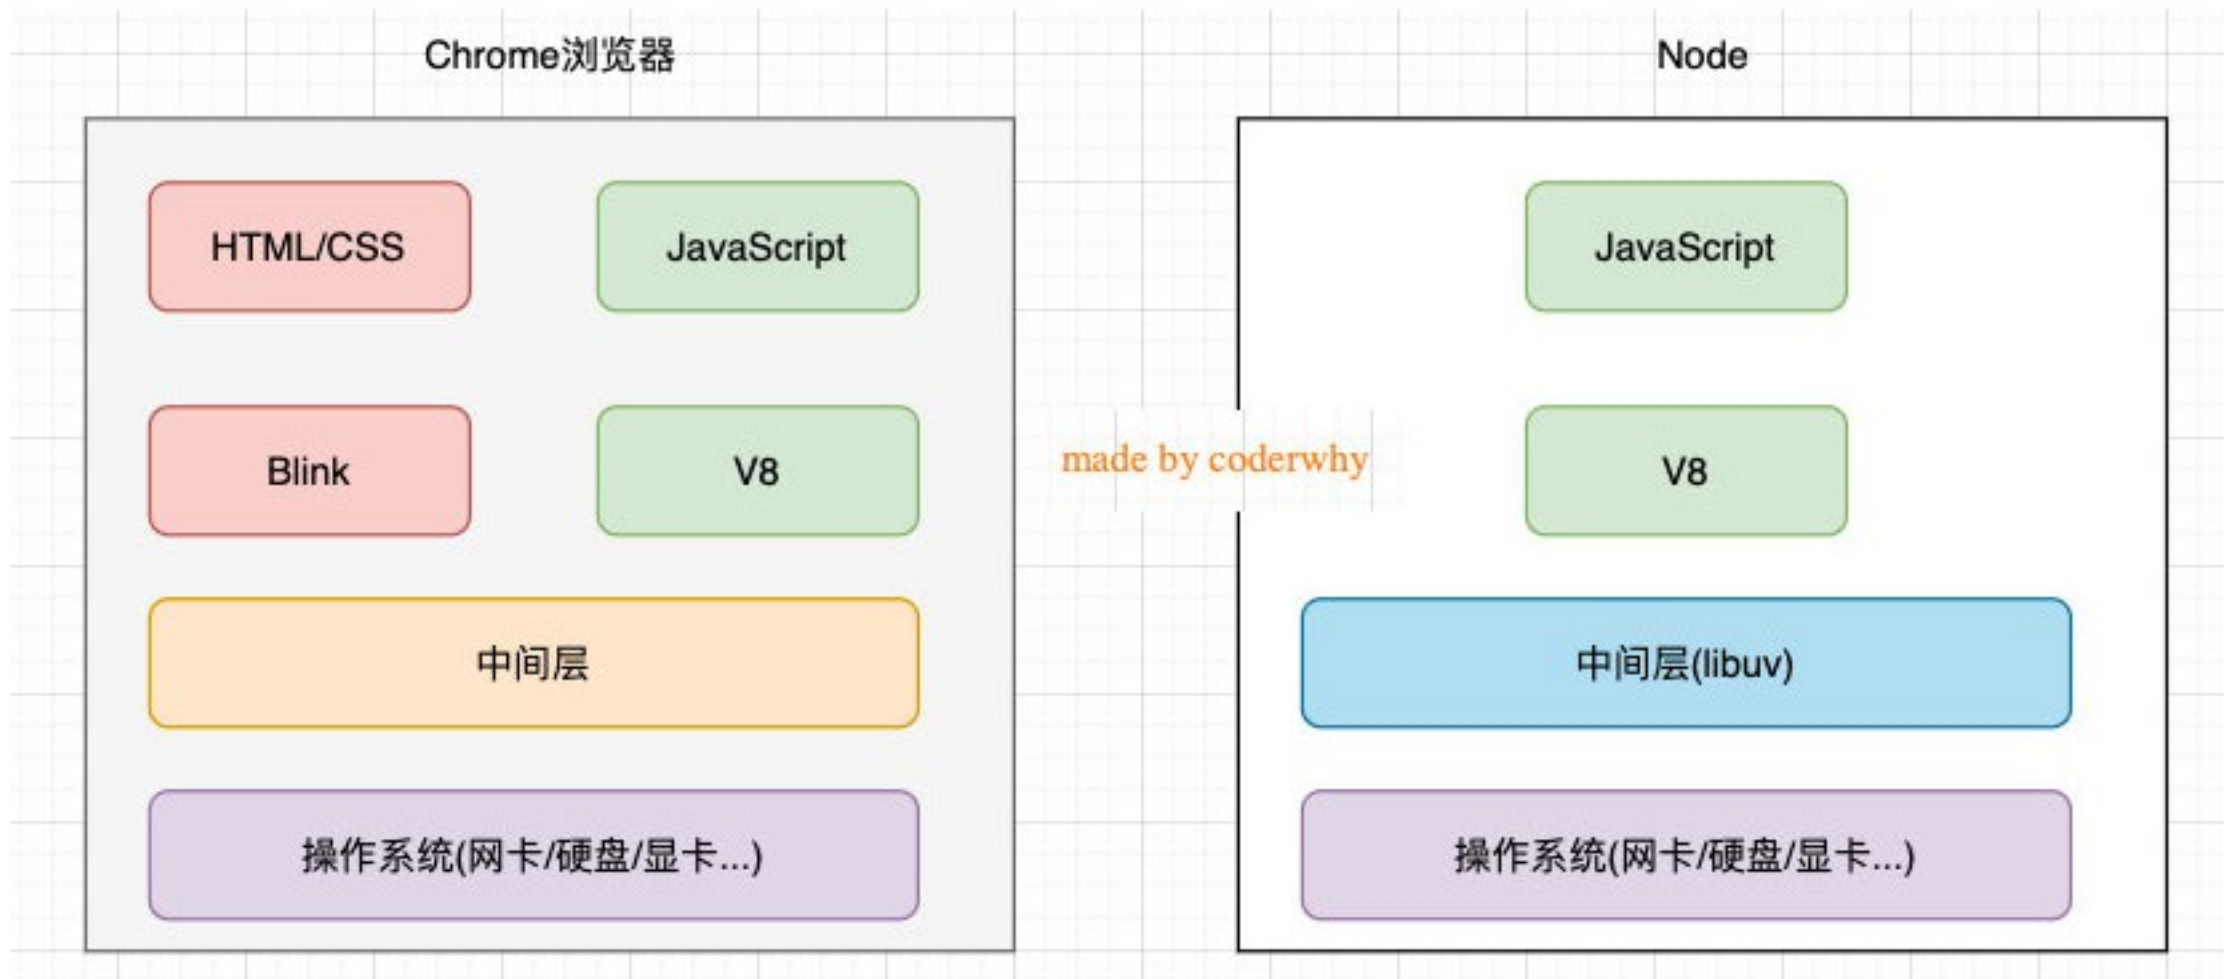 Chrome浏览器
HTML/CSS
JavaScript
Blink
V8
中间层
操作系统(网卡/硬盘/显卡...)
made by coderwhy
Node
JavaScript
V8
中间层(libuv)
操作系统(网卡/硬盘/显卡...)